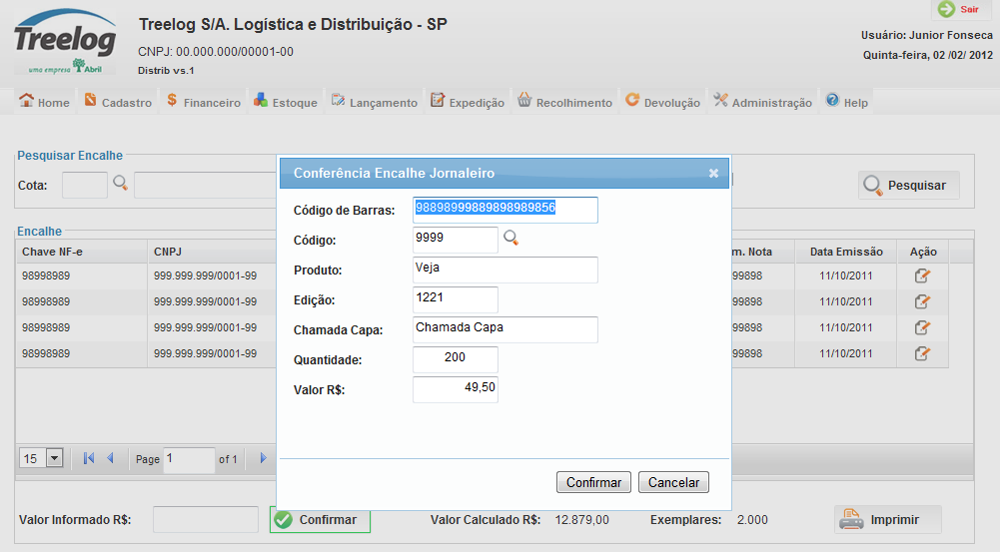 Treelog
uma empresa Abril
Treelog S/A. Logística e Distribuição - SP
CNPJ: 00.000.000/00001-00
Distrib vs.1
Sair
Usuário: Junior Fonseca
Quinta-feira, 02 /02/ 2012
Home Cadastro Financeiro Estoque Lançamento Expedição Recolhimento Devolução Administração Help
Pesquisar Encalhe
Cota:
Pesquisar
Encalhe
Chave NF-e CNPJ m. Nota Data Emissão Ação
98998989 999.999.999/0001-99 99898 11/10/2011
98998989 999.999.999/0001-99 99898 11/10/2011
98998989 999.999.999/0001-99 99898 11/10/2011
98998989 999.999.999/0001-99 99898 11/10/2011
15 Page 1 of 1
Valor Informado R$: Confirmar Valor Calculado R$: 12.879,00 Exemplares: 2.000 Imprimir
Conferência Encalhe Jornaleiro
Código de Barras: 98898999889898989856
Código: 9999
Produto: Veja
Edição: 1221
Chamada Capa: Chamada Capa
Quantidade: 200
Valor R$: 49,50
Confirmar Cancelar